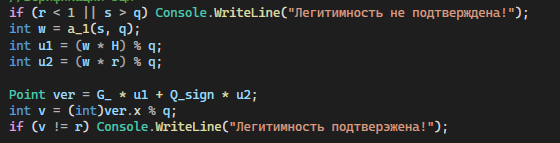 if (r < 1 || s > q) Console.WriteLine("Легитимность не подтверждена!");
int w = a_1(s, q);
int u1 = (w * H) % q;
int u2 = (w * r) % q;
Point ver = G_ * u1 + Q_sign * u2;
int v = (int)ver.x % q;
if (v != r) Console.WriteLine("Легитимность подтверэжена!");